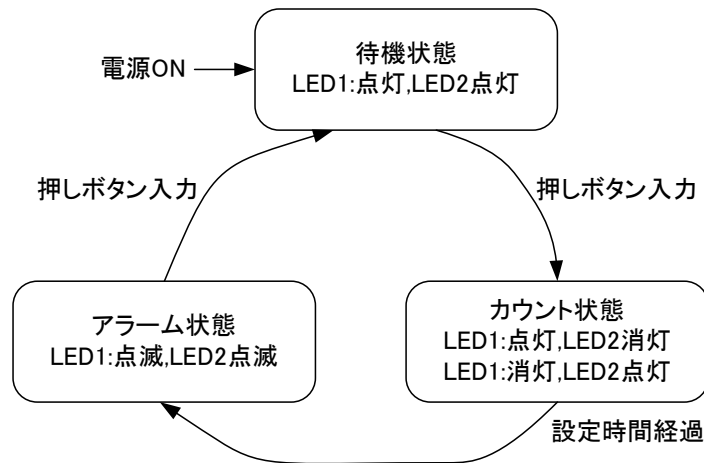 待機状態
LED1:点灯,LED2点灯
電源ON
押しボタン入力
押しボタン入力
アラーム状態
LED1:点滅,LED2点滅
カウント状態
LED1:点灯,LED2消灯
LED1:消灯,LED2点灯
設定時間経過